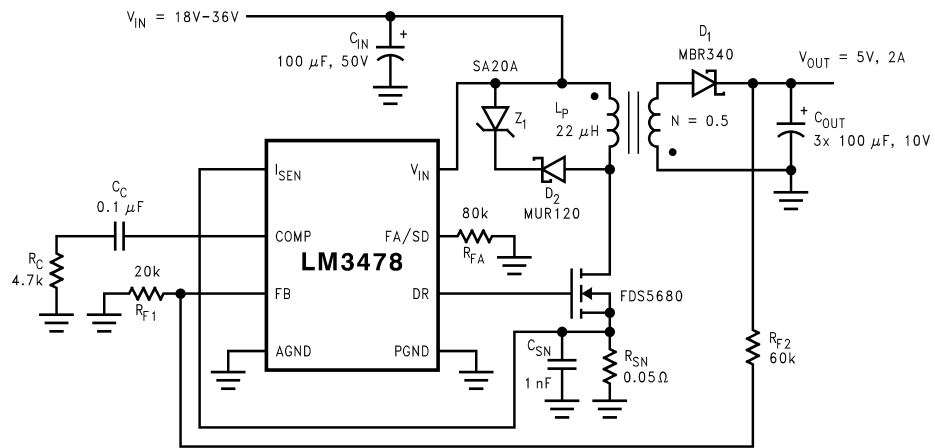 V_IN = 18V-36V
C_IN
+
100 µF, 50V
SA20A
Z_1
L_P
22 µH
D_2
MUR120
D_1
MBR340
N = 0.5
V_OUT = 5V, 2A
+
C_OUT
3x 100 µF, 10V
I_SEN
V_IN
COMP
FA/SD
LM3478
FB
DR
AGND
PGND
C_C
0.1 µF
R_C
4.7k
20k
R_F1
80k
R_FA
FDS5680
C_SN
1 nF
R_SN
0.05Ω
R_F2
60k